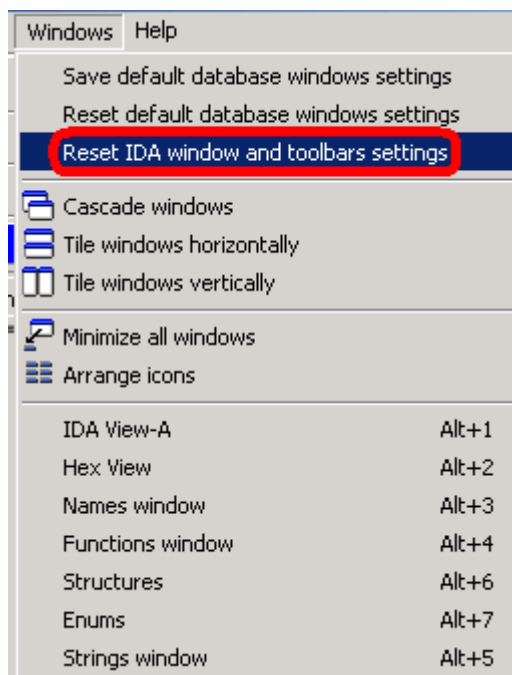 Windows Help
Save default database windows settings
Reset default database windows settings
Reset IDA window and toolbars settings
Cascade windows
Tile windows horizontally
Tile windows vertically
Minimize all windows
Arrange icons
IDA View-A Alt+1
Hex View Alt+2
Names window Alt+3
Functions window Alt+4
Structures Alt+6
Enums Alt+7
Strings window Alt+5